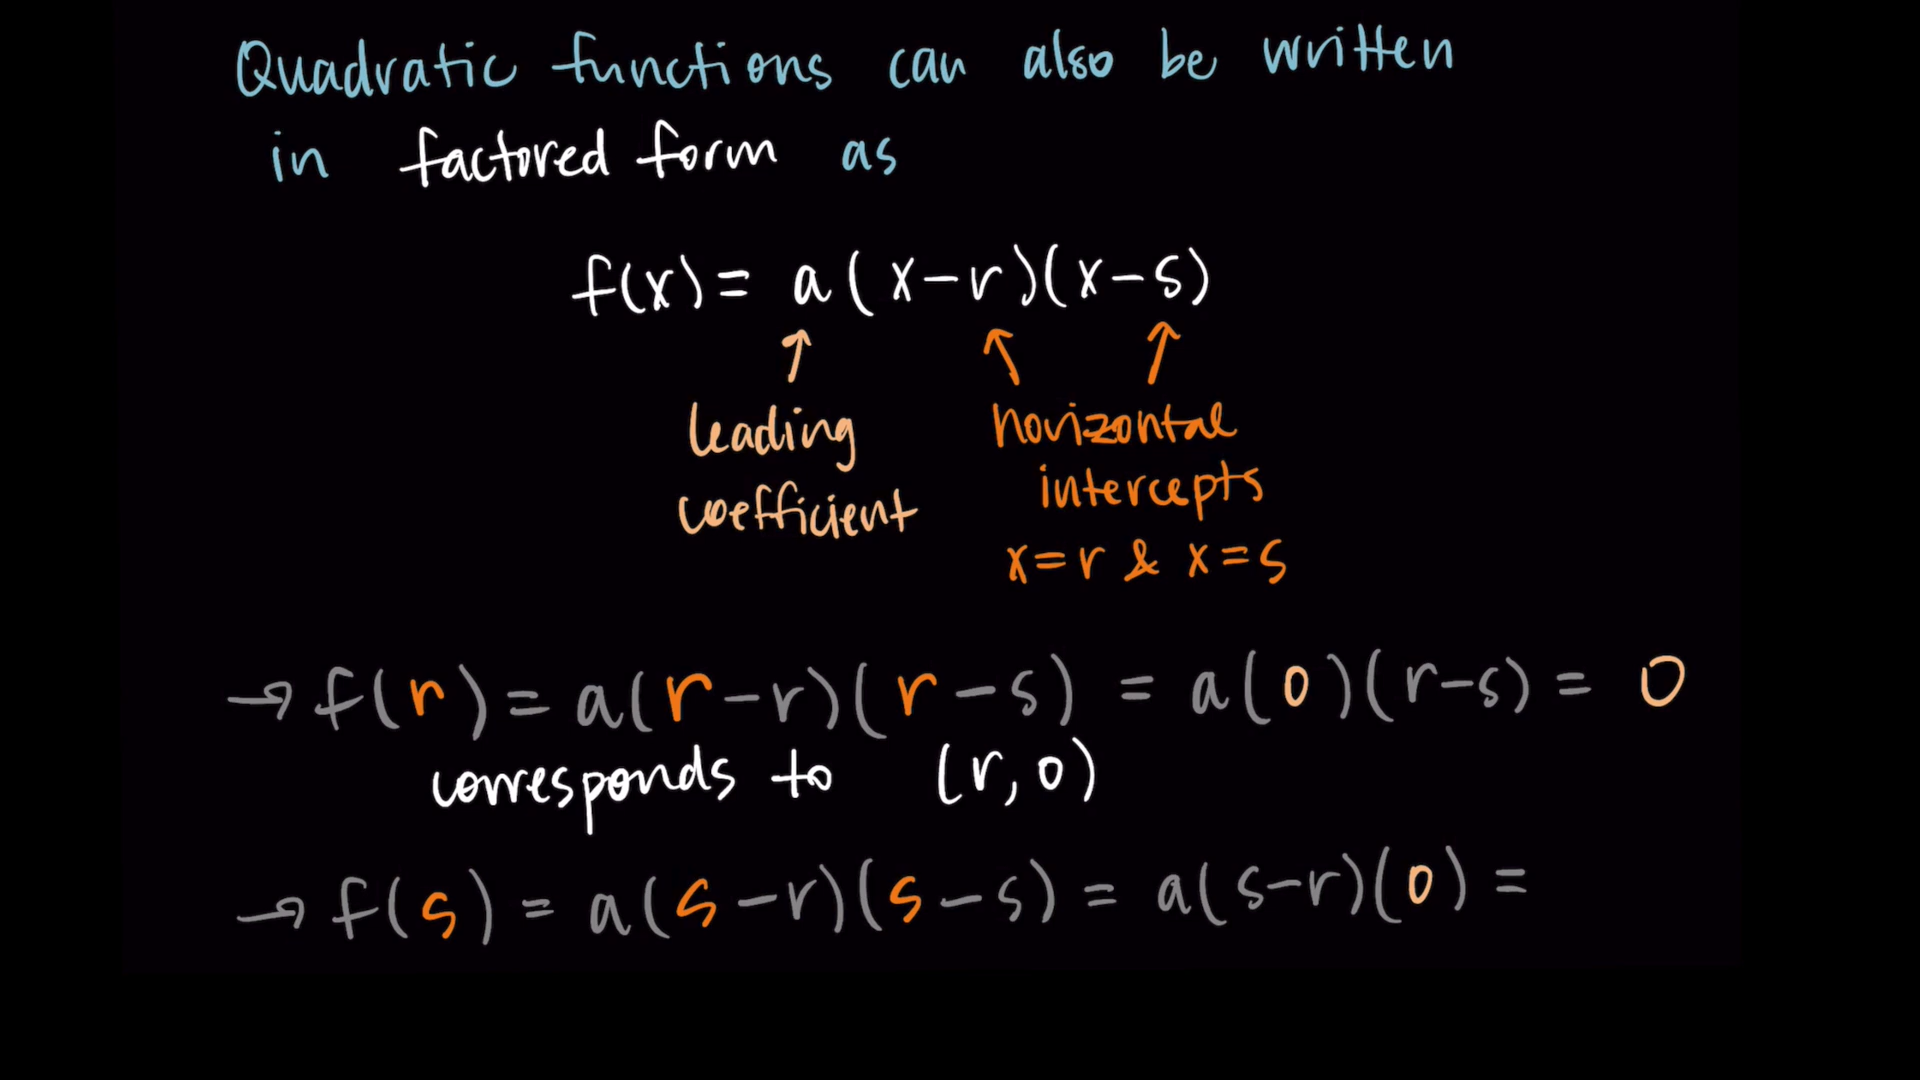 Quadratic functions can also be written
in factored form as
f(x) = a(x-r)(x-s)
↑ ↑ ↑
leading
coefficient
horizontal
intercepts
x=r & x=s
→ f(r) = a(r-r)(r-s) = a(0)(r-s) = 0
corresponds to (r,0)
→ f(s) = a(s-r)(s-s) = a(s-r)(0) =